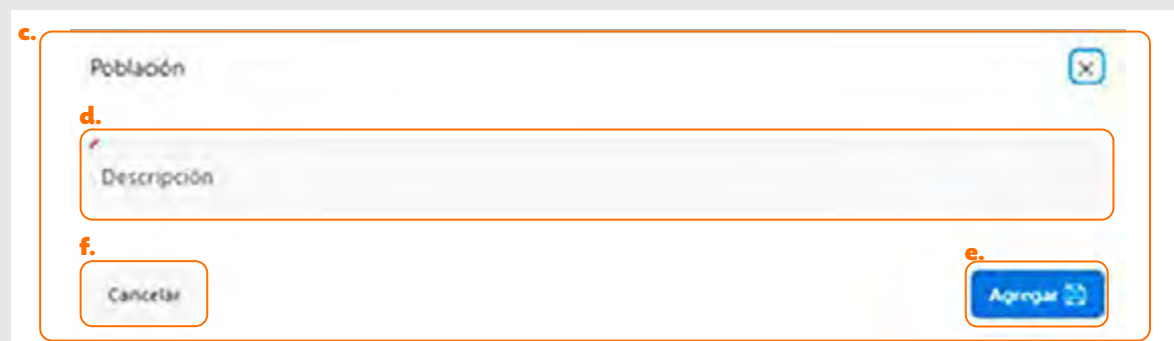 c.
Población
d.
Descripción
f.
e.
Cancelar
Agregar